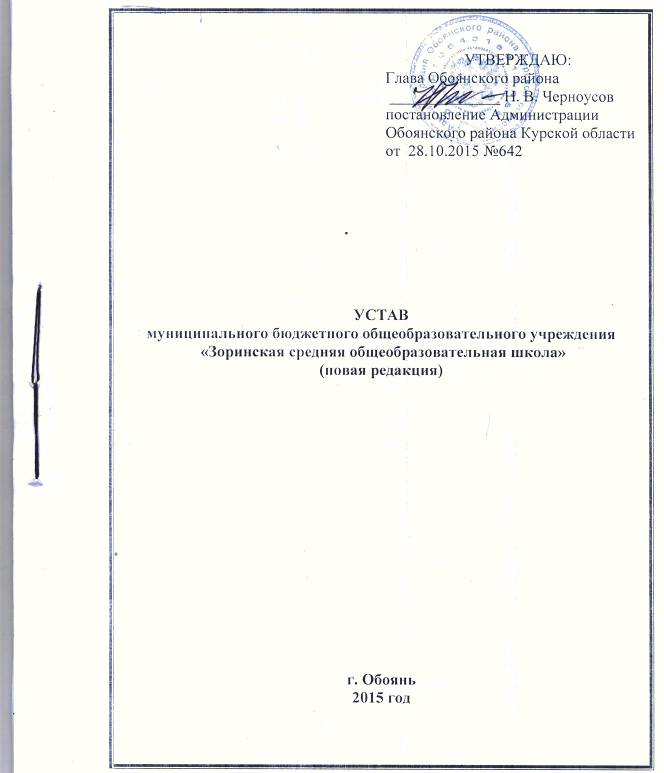 УТВЕРЖДАЮ:
Глава Обоянского района
Н. В. Черноусов
постановление Администрации
Обоянского района Курской области
от 28.10.2015 №642
УСТАВ
муниципального бюджетного общеобразовательного учреждения
«Зоринская средняя общеобразовательная школа»
(новая редакция)
г. Обоянь
2015 год